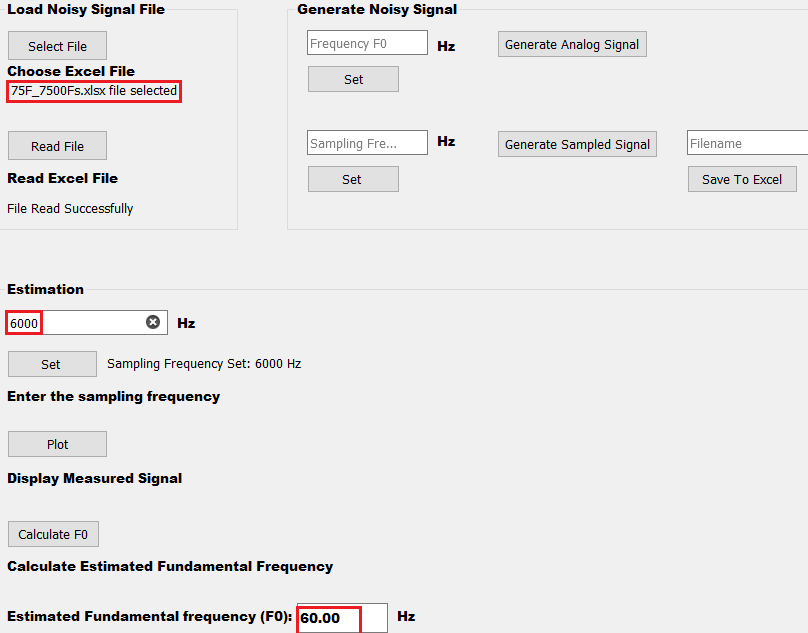 Load Noisy Signal File
Select File
Choose Excel File
75F_7500Fs.xlsx file selected
Read File
Read Excel File
File Read Successfully
Generate Noisy Signal
Frequency F0 Hz Generate Analog Signal
Set
Sampling Fre... Hz Generate Sampled Signal Filename
Set Save To Excel
Estimation
6000 Hz
Set Sampling Frequency Set: 6000 Hz
Enter the sampling frequency
Plot
Display Measured Signal
Calculate F0
Calculate Estimated Fundamental Frequency
Estimated Fundamental frequency (F0): 60.00 Hz